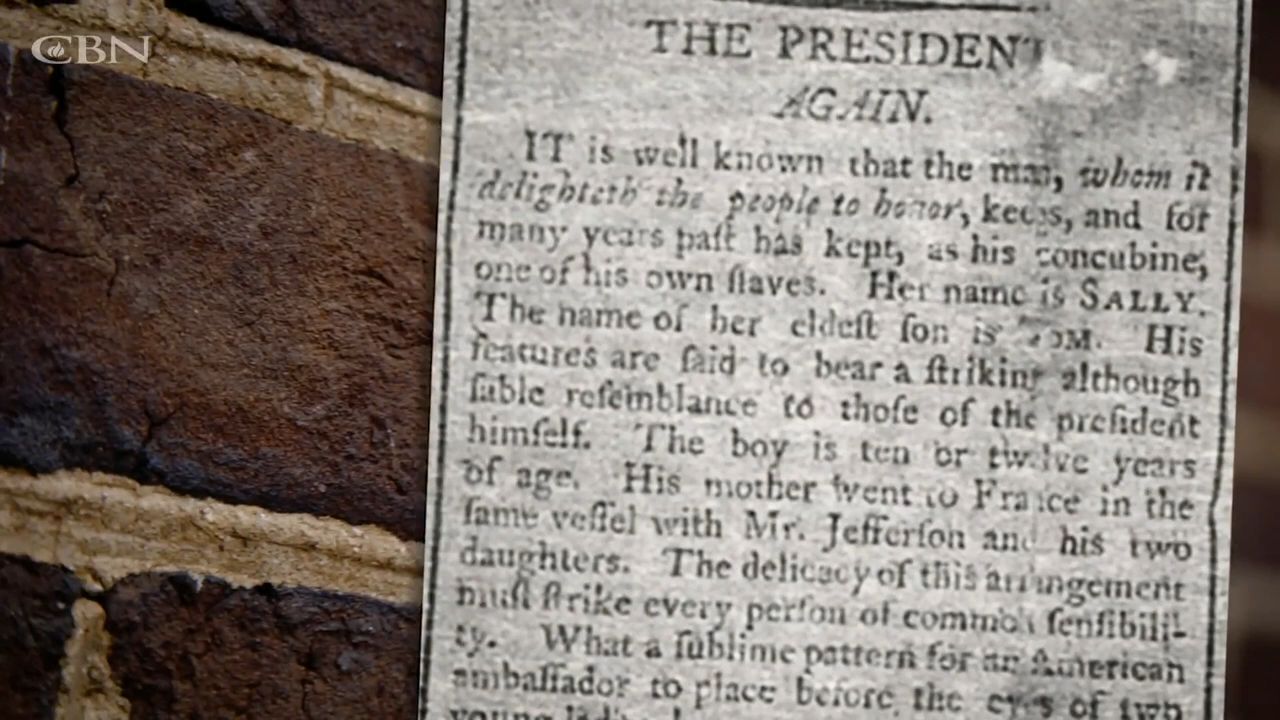 CBN
THE PRESIDENT
AGAIN.
IT is well known that the man, whom it
delighteth the people to honor, keeps, and for
many years paſt has kept, as his concubine,
one of his own ſlaves. Her name is SALLY.
The name of her eldeſt ſon is TOM. His
features are ſaid to bear a ſtriking although
ſable reſemblance to thoſe of the preſident
himſelf. The boy is ten or twelve years
of age. His mother went to France in the
ſame veſſel with Mr. Jefferſon and his two
daughters. The delicacy of this arrangement
muſt ſtrike every perſon of common ſenſibili-
ty. What a ſublime pattern for an American
ambaſſador to place before the eyes of two
young